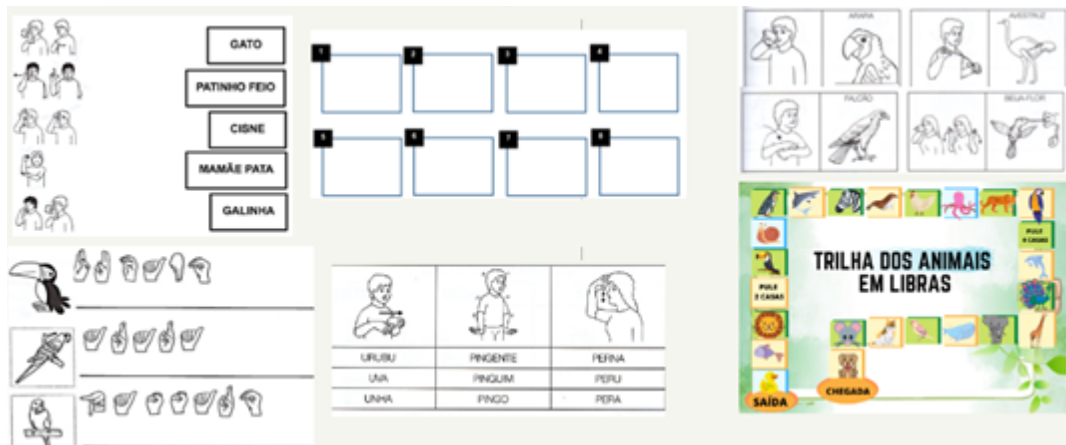 GATO
PATINHO FEIO
CISNE
MAMÃE PATA
GALINHA
1 2 3 4
5 6 7 8
ARARA AVESTRUZ
FALCÃO BEIJA-FLOR
TRILHA DOS ANIMAIS
EM LIBRAS
PULE
4 CASAS
PULE
2 CASAS
SAÍDA
CHEGADA
URUBU PINGENTE PERNA
UVA PINGUIM PERU
UNHA PINGO PERA